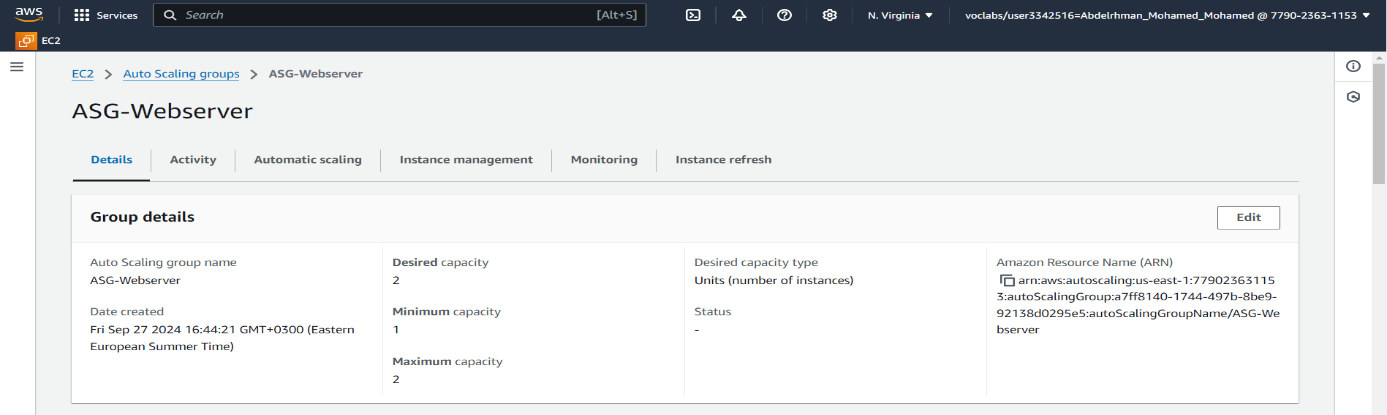 aws
Services
Search
[Alt+S]
N. Virginia
voclabs/user3342516=Abdelrhman_Mohamed_Mohamed @ 7790-2363-1153
EC2
EC2 > Auto Scaling groups > ASG-Webserver
ASG-Webserver
Details
Activity
Automatic scaling
Instance management
Monitoring
Instance refresh
Group details
Edit
Auto Scaling group name
ASG-Webserver
Date created
Fri Sep 27 2024 16:44:21 GMT+0300 (Eastern
European Summer Time)
Desired capacity
2
Minimum capacity
1
Maximum capacity
2
Desired capacity type
Units (number of instances)
Status
-
Amazon Resource Name (ARN)
arn:aws:autoscaling:us-east-1:77902363115
3:autoScalingGroup:a7ff8140-1744-497b-8be9-
92138d0295e5:autoScalingGroupName/ASG-We
bserver